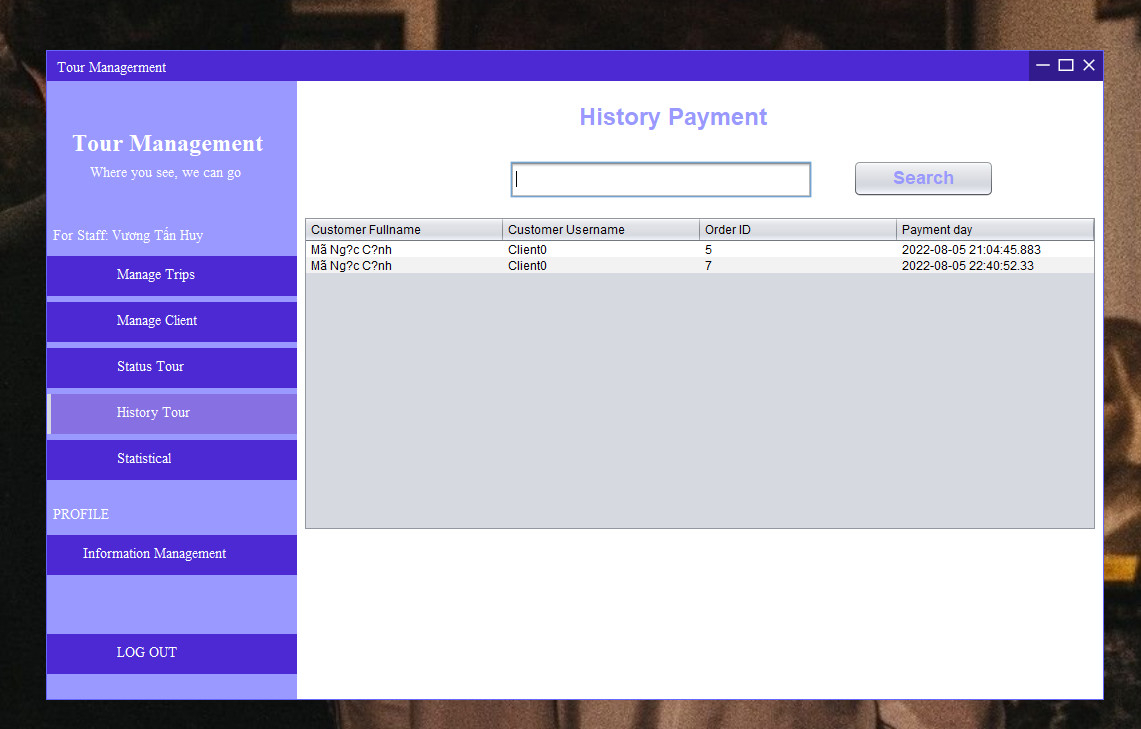 Tour Managerment
Tour Management
Where you see, we can go
For Staff: Vương Tấn Huy
Manage Trips
Manage Client
Status Tour
History Tour
Statistical
PROFILE
Information Management
LOG OUT
History Payment
Search
Customer Fullname Customer Username Order ID Payment day
Mã Ng?c C?nh Client0 5 2022-08-05 21:04:45.883
Mã Ng?c C?nh Client0 7 2022-08-05 22:40:52.33